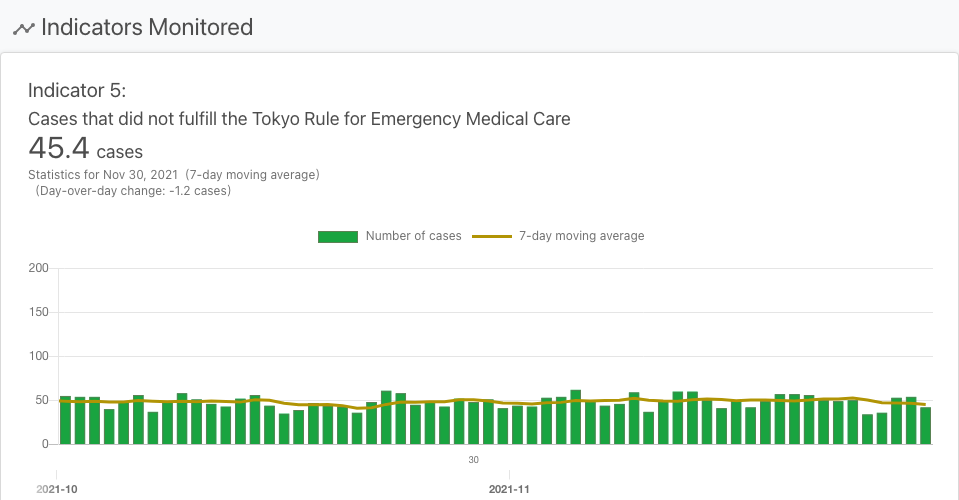 Indicators Monitored
Indicator 5:
Cases that did not fulfill the Tokyo Rule for Emergency Medical Care
45.4 cases
Statistics for Nov 30, 2021 (7-day moving average)
(Day-over-day change: -1.2 cases)
Number of cases 7-day moving average
200
150
100
50
0
30
2021-10 2021-11